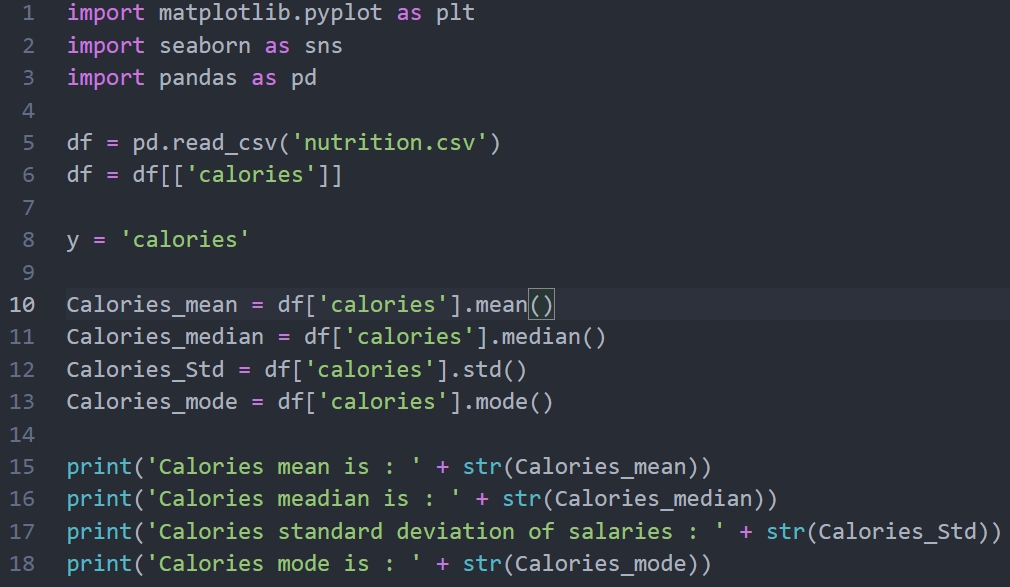 1 import matplotlib.pyplot as plt
2 import seaborn as sns
3 import pandas as pd
4
5 df = pd.read_csv('nutrition.csv')
6 df = df[['calories']]
7
8 y = 'calories'
9
10 Calories_mean = df['calories'].mean()
11 Calories_median = df['calories'].median()
12 Calories_Std = df['calories'].std()
13 Calories_mode = df['calories'].mode()
14
15 print('Calories mean is : ' + str(Calories_mean))
16 print('Calories meadian is : ' + str(Calories_median))
17 print('Calories standard deviation of salaries : ' + str(Calories_Std))
18 print('Calories mode is : ' + str(Calories_mode))